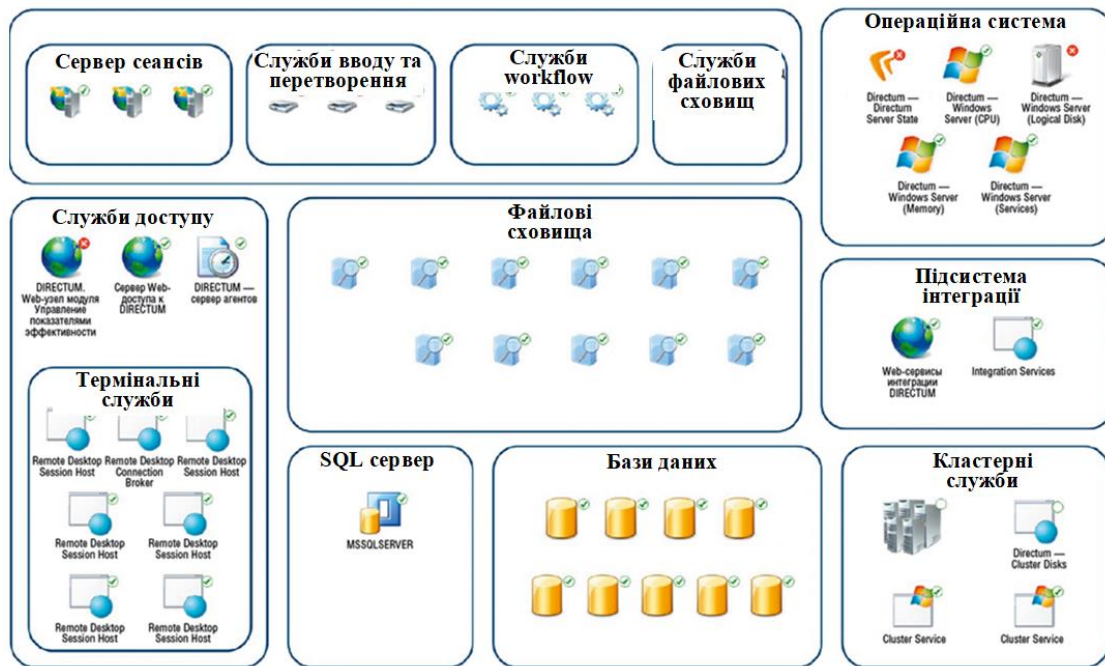 Сервер сеансів
Служби вводу та
перетворення
Служби
workflow
Служби
файлових
сховищ
Операційна система
Directum —
Directum
Server State
Directum —
Windows
Server (CPU)
Directum —
Windows Server
(Logical Disk)
Directum —
Windows Server
(Memory)
Directum —
Windows Server
(Services)
Служби доступу
DIRECTUM.
Web-узел модуля
Управление
показателями
эффективности
Сервер Web-
доступа к
DIRECTUM
DIRECTUM —
сервер агентов
Термінальні
служби
Remote Desktop
Session Host
Remote Desktop
Connection
Broker
Remote Desktop
Session Host
Remote Desktop
Session Host
Remote Desktop
Session Host
Remote Desktop
Session Host
Remote Desktop
Session Host
Файлові
сховища
Підсистема
інтеграції
Web-сервисы
интеграции
DIRECTUM
Integration Services
SQL сервер
MSSQLSERVER
Бази даних
Кластерні
служби
Directum —
Cluster Disks
Cluster Service
Cluster Service